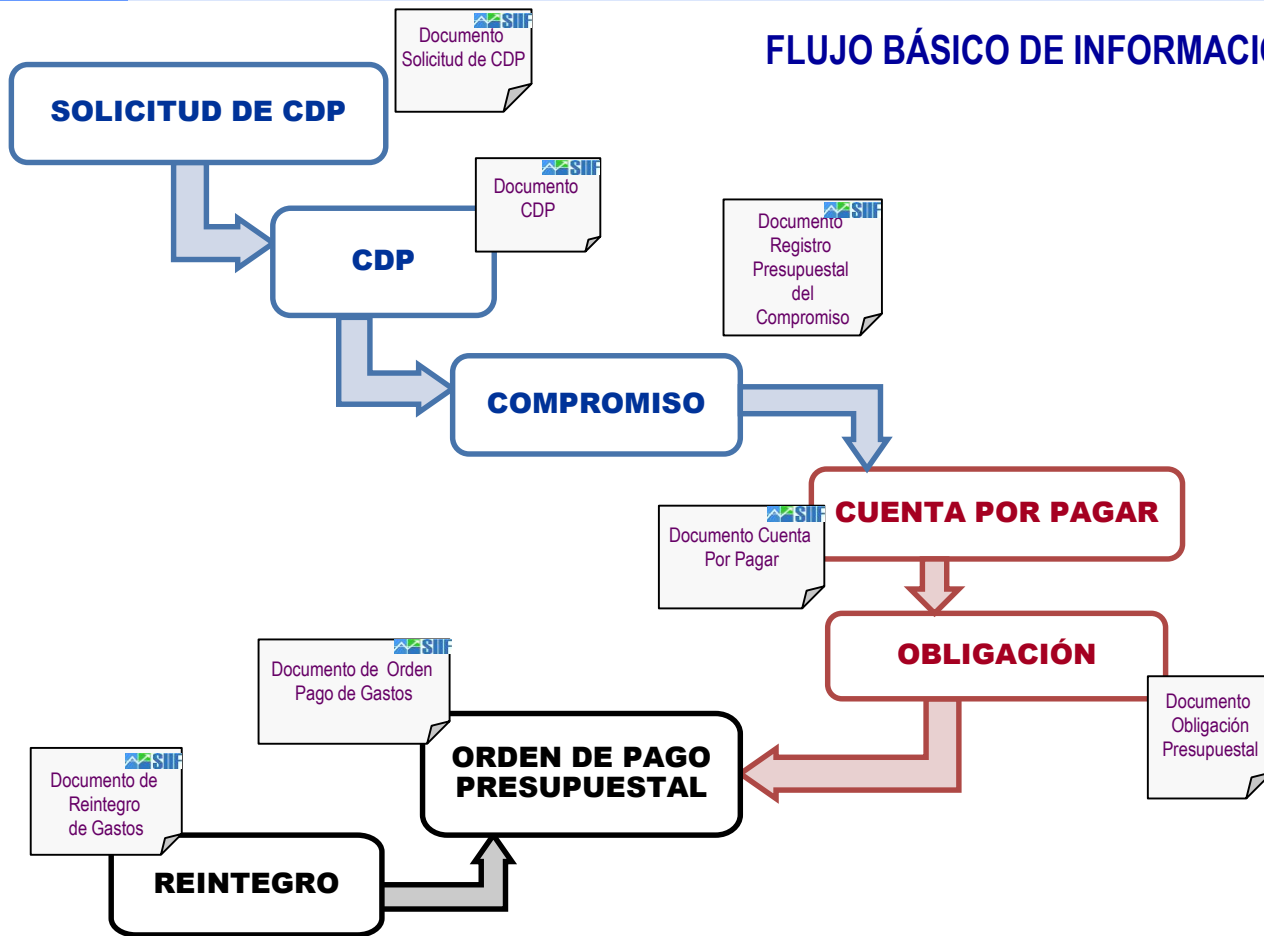 FLUJO BÁSICO DE INFORMACIÓ
SIIF
Documento
Solicitud de CDP
SOLICITUD DE CDP
SIIF
Documento
CDP
CDP
SIIF
Documento
Registro
Presupuestal
del
Compromiso
COMPROMISO
CUENTA POR PAGAR
SIIF
Documento Cuenta
Por Pagar
OBLIGACIÓN
Documento
Obligación
Presupuestal
SIIF
Documento de Orden
Pago de Gastos
ORDEN DE PAGO
PRESUPUESTAL
SIIF
Documento de
Reintegro
de Gastos
REINTEGRO